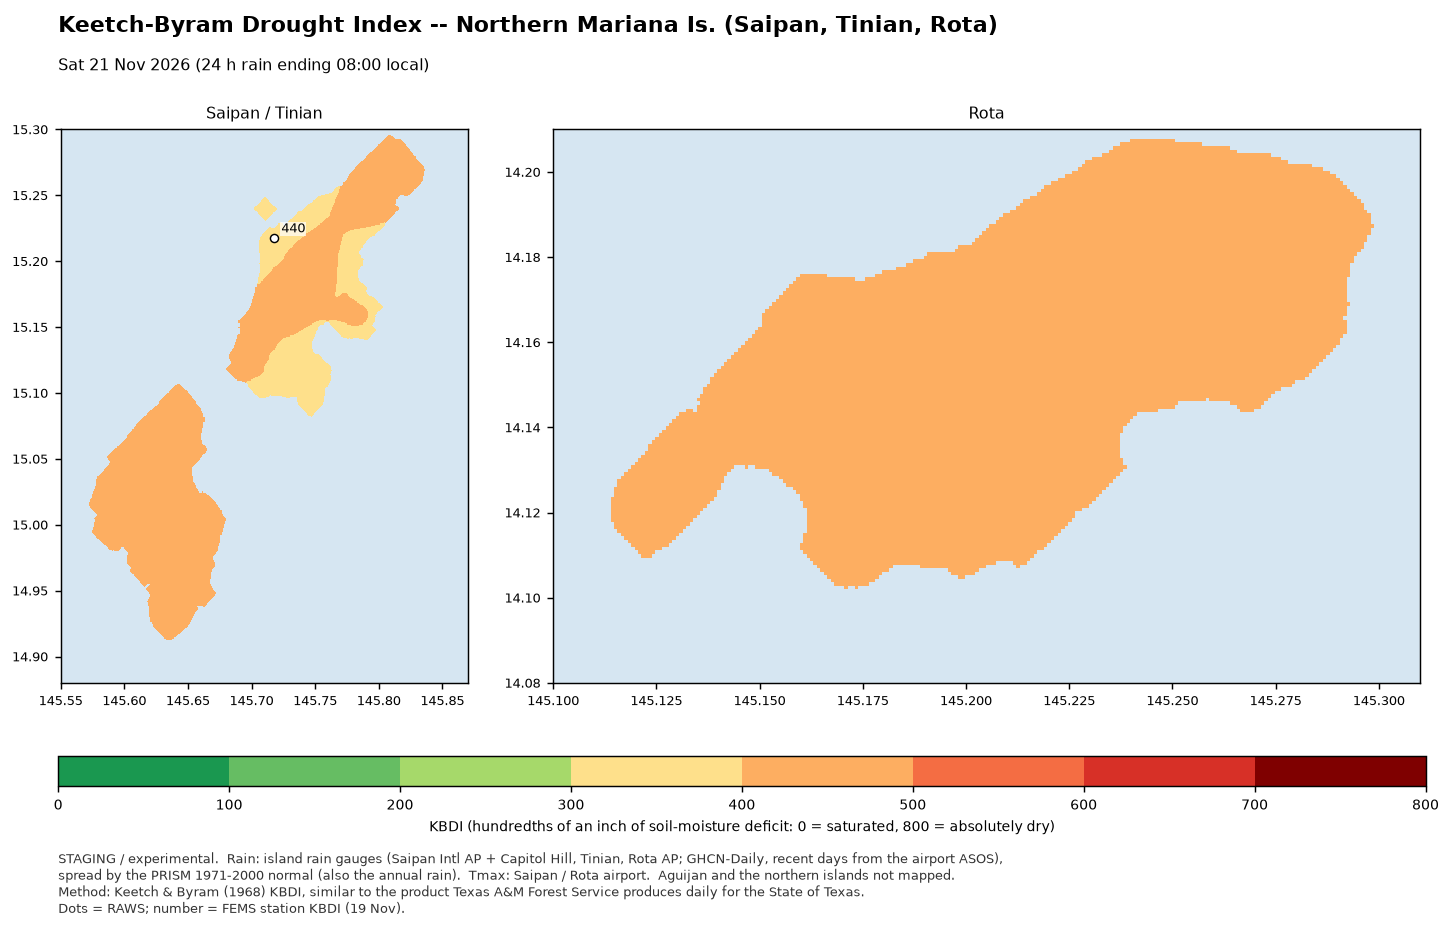 Keetch-Byram Drought Index -- Northern Mariana Is. (Saipan, Tinian, Rota)
Sat 21 Nov 2026 (24 h rain ending 08:00 local)
Saipan / Tinian
Rota
15.30
15.25
15.20
15.15
15.10
15.05
15.00
14.95
14.90
440
145.55 145.60 145.65 145.70 145.75 145.80 145.85
14.20
14.18
14.16
14.14
14.12
14.10
14.08
145.100 145.125 145.150 145.175 145.200 145.225 145.250 145.275 145.300
0 100 200 300 400 500 600 700 800
KBDI (hundredths of an inch of soil-moisture deficit: 0 = saturated, 800 = absolutely dry)
STAGING / experimental.  Rain: island rain gauges (Saipan Intl AP + Capitol Hill, Tinian, Rota AP; GHCN-Daily, recent days from the airport ASOS),
spread by the PRISM 1971-2000 normal (also the annual rain).  Tmax: Saipan / Rota airport.  Aguijan and the northern islands not mapped.
Method: Keetch & Byram (1968) KBDI, similar to the product Texas A&M Forest Service produces daily for the State of Texas.
Dots = RAWS; number = FEMS station KBDI (19 Nov).